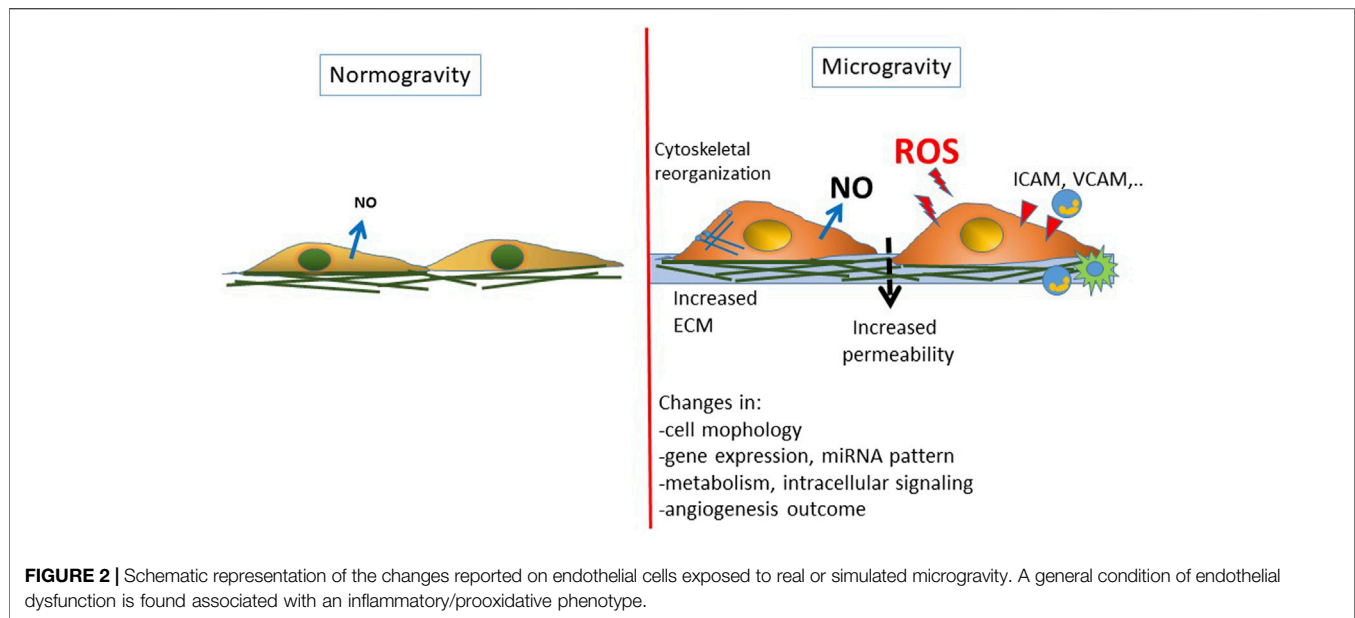 Normogravity
Microgravity
NO
Cytoskeletal
reorganization
NO
ROS
ICAM, VCAM,..
Increased
ECM
Increased
permeability
Changes in:
-cell mophology
-gene expression, miRNA pattern
-metabolism, intracellular signaling
-angiogenesis outcome
FIGURE 2 | Schematic representation of the changes reported on endothelial cells exposed to real or simulated microgravity. A general condition of endothelial
dysfunction is found associated with an inflammatory/prooxidative phenotype.